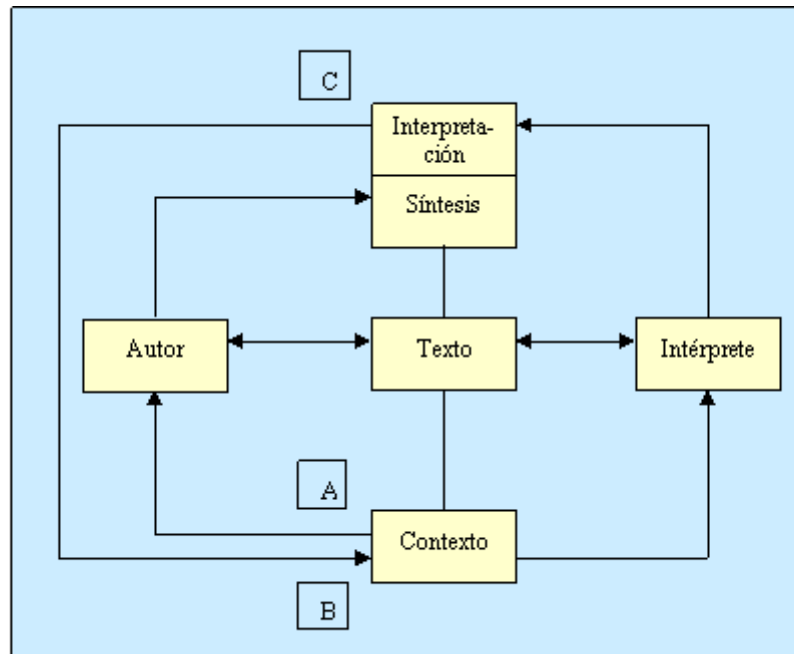 C
Interpreta-
ción
Síntesis
Autor
Texto
Intérprete
A
Contexto
B